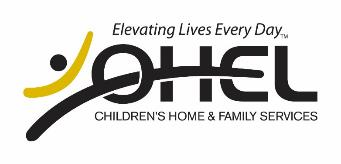 Elevating Lives Every Day™
OHEL
CHILDREN'S HOME & FAMILY SERVICES